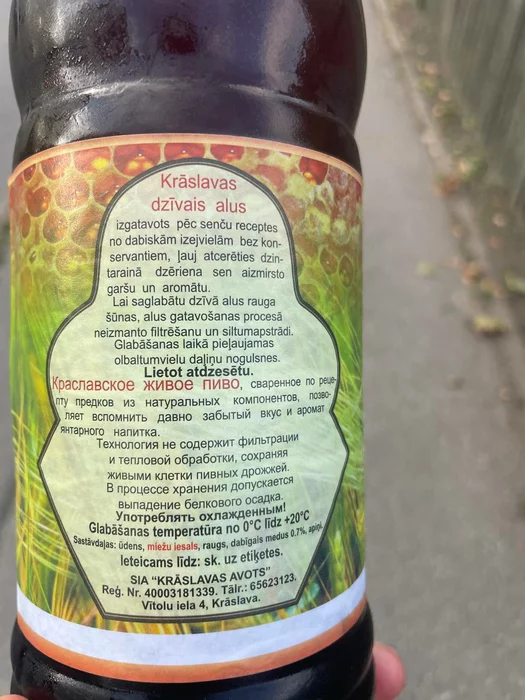 Krāslavas
dzīvais alus
izgatavots pēc senču receptes
no dabiskām izejvielām bez kon-
servantiem, ļauj atcerēties dzin-
tarainā dzēriena sen aizmirsto
garšu un aromātu.
Lai saglabātu dzīvā alus rauga
šūnas, alus gatavošanas procesā
neizmanto filtrēšanu un siltumapstrādi.
Glabāšanas laikā pieļaujamas
olbaltumvielu daļiņu nogulsnes.
Lietot atdzesētu.
Краславское живое пиво, сваренное по реце-
пту предков из натуральных компонентов, позво-
ляет вспомнить давно забытый вкус и аромат
янтарного напитка.
Технология не содержит фильтрации
и тепловой обработки, сохраняя
живыми клетки пивных дрожжей.
В процессе хранения допускается
выпадение белкового осадка.
Употреблять охлажденным!
Glabāšanas temperatūra no 0°C līdz +20°C
Sastāvdaļas: ūdens, miežu iesals, raugs, dabīgais medus 0.7%, apiņi.
Ieteicams līdz: sk. uz etiķetes.
SIA "KRĀSLAVAS AVOTS"
Reģ. Nr. 40003181339. Tālr.: 65623123.
Vītolu iela 4, Krāslava.